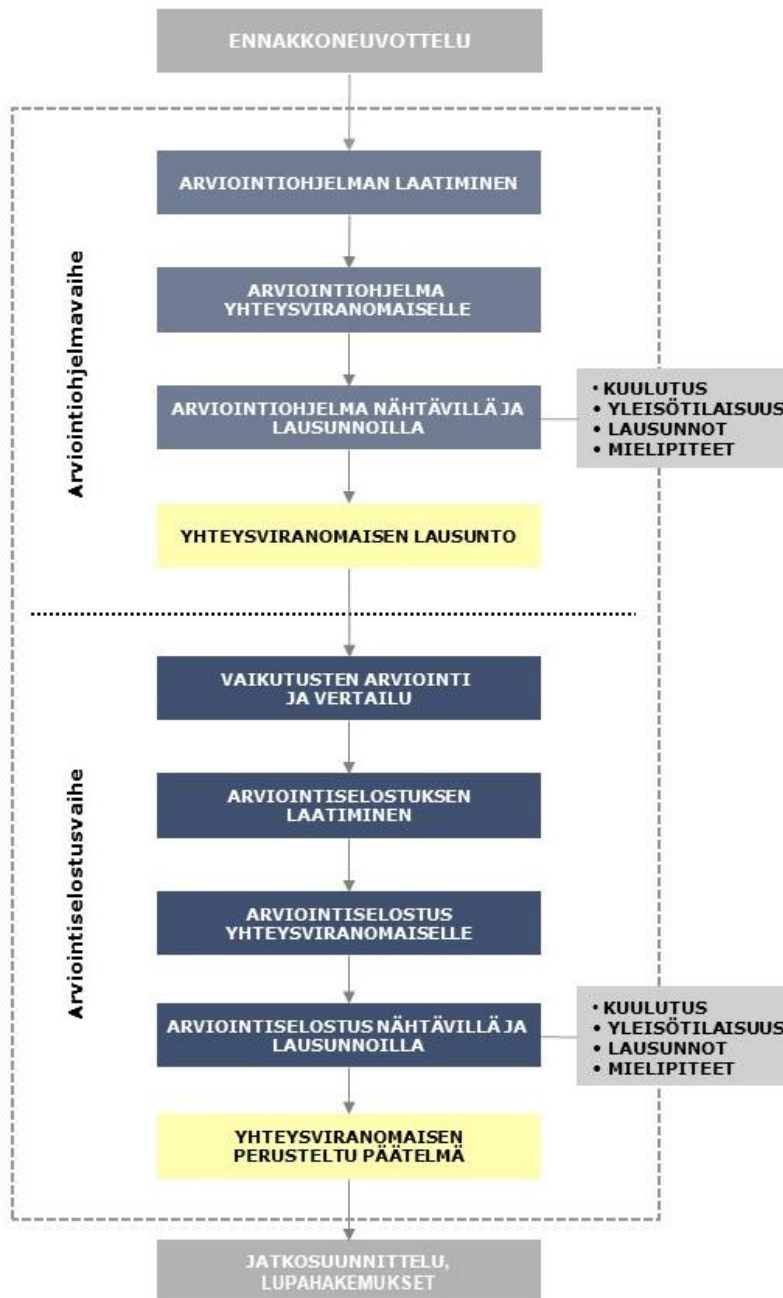 ENNAKKONEUVOTTELU
ARVIOINTIOHJELMAN LAATIMINEN
Arviointiohjelmavaihe
ARVIOINTIOHJELMA
YHTEYSVIRANOMAISELLE
ARVIOINTIOHJELMA NÄHTÄVILLÄ JA
LAUSUNNOILLA
• KUULUTUS
• YLEISÖTILAISUUS
• LAUSUNNOT
• MIELIPITEET
YHTEYSVIRANOMAISEN LAUSUNTO
VAIKUTUSTEN ARVIOINTI
JA VERTAILU
Arviointiselostusvaihe
ARVIOINTISELOSTUKSEN
LAATIMINEN
ARVIOINTISELOSTUS
YHTEYSVIRANOMAISELLE
ARVIOINTISELOSTUS NÄHTÄVILLÄ JA
LAUSUNNOILLA
• KUULUTUS
• YLEISÖTILAISUUS
• LAUSUNNOT
• MIELIPITEET
YHTEYSVIRANOMAISEN
PERUSTELTU PÄÄTELMÄ
JATKOSUUNNITTELU,
LUPAHAKEMUKSET